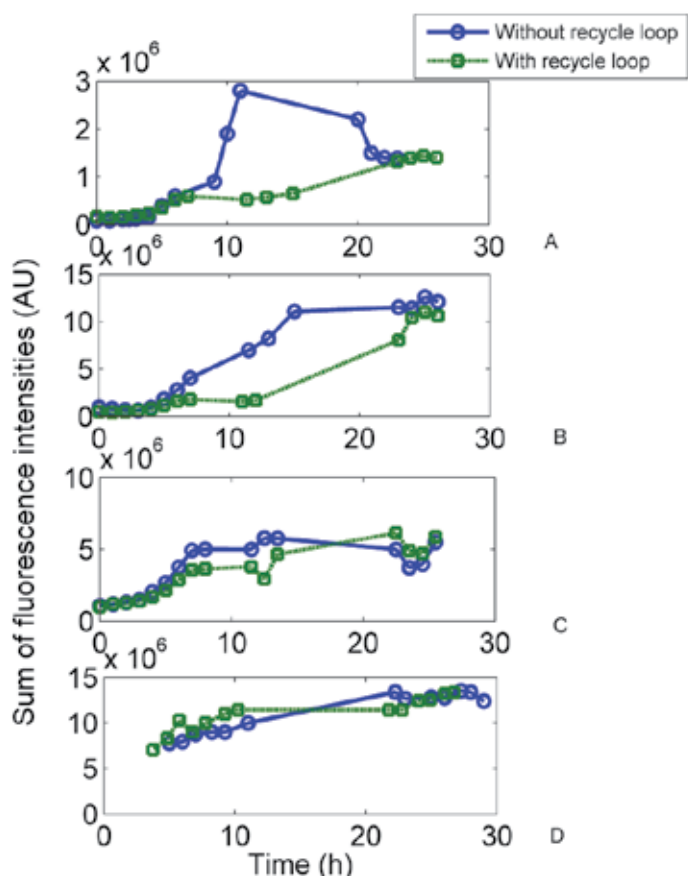 Without recycle loop
With recycle loop
x 10^6
3
2
1
0
0 10 20 30
A
x 10^6
15
10
5
0
0 10 20 30
B
x 10^6
10
5
0
0 10 20 30
C
x 10^6
15
10
5
0
0 10 20 30
D
Sum of fluorescence intensities (AU)
Time (h)